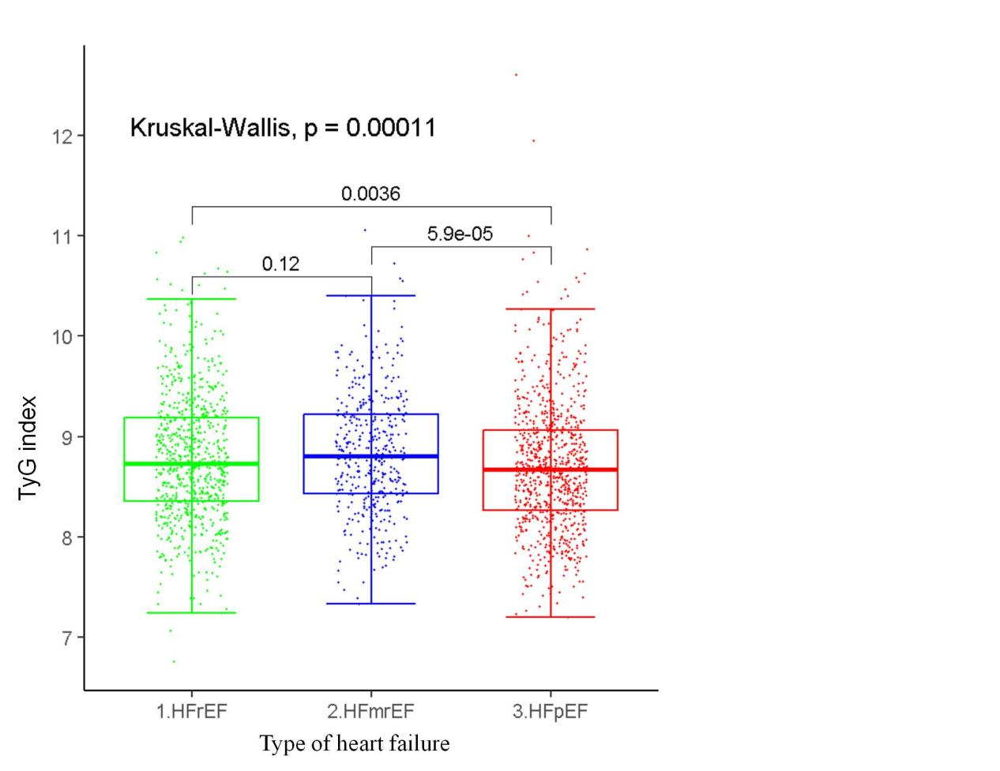 Kruskal-Wallis, p = 0.00011
0.0036
5.9e-05
0.12
12
11
10
9
8
7
TyG index
1.HFrEF 2.HFmrEF 3.HFpEF
Type of heart failure